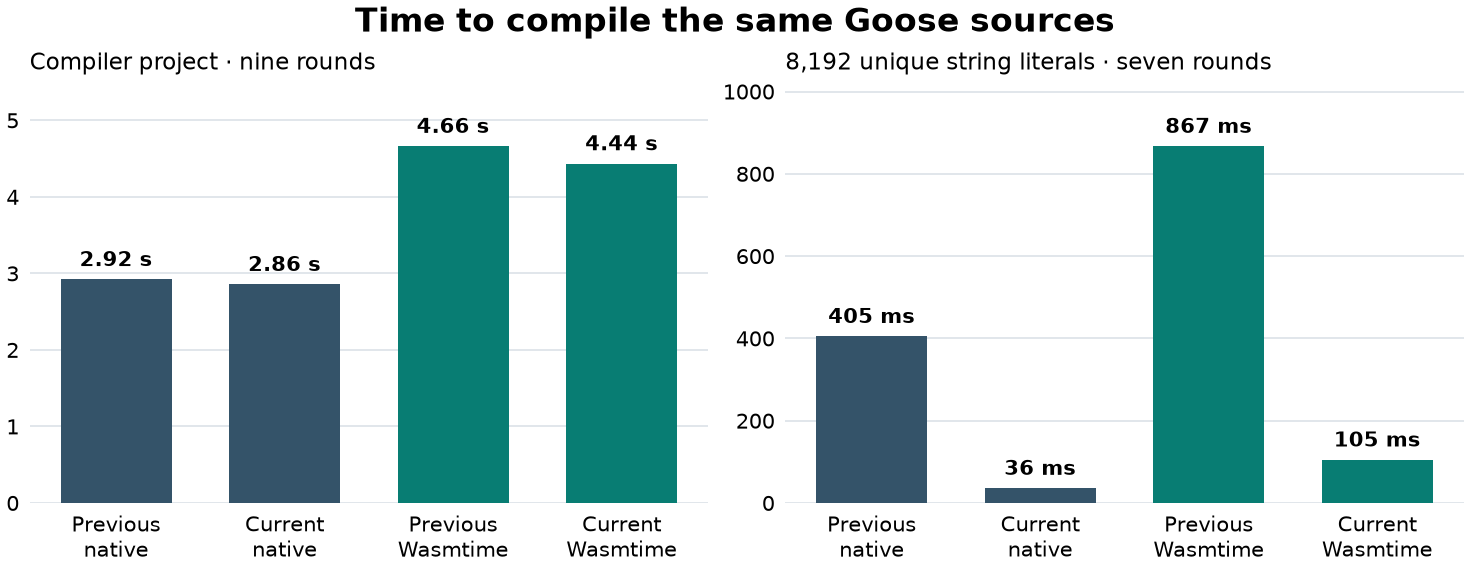 Time to compile the same Goose sources
Compiler project · nine rounds
5
4
3
2
1
0
2.92 s
2.86 s
4.66 s
4.44 s
Previous
native
Current
native
Previous
Wasmtime
Current
Wasmtime
8,192 unique string literals · seven rounds
1000
800
600
400
200
0
405 ms
36 ms
867 ms
105 ms
Previous
native
Current
native
Previous
Wasmtime
Current
Wasmtime